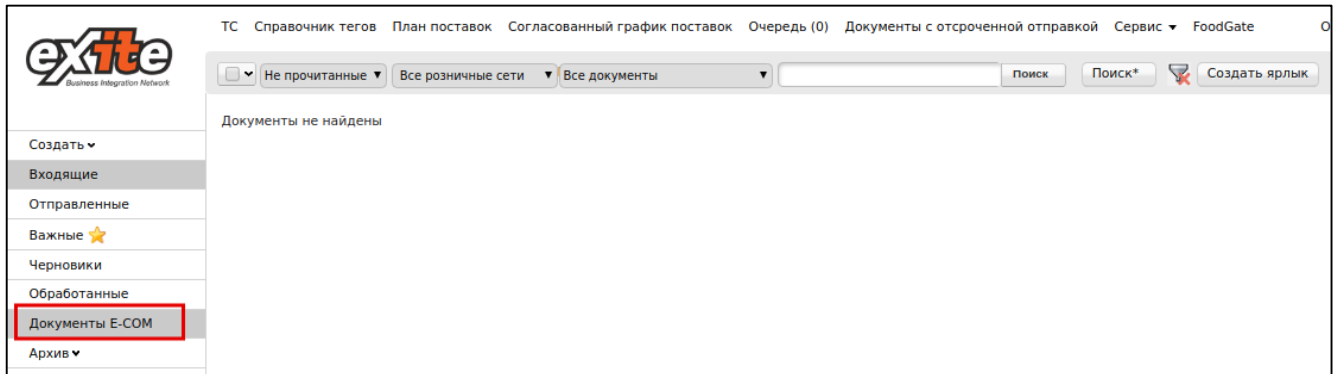 exite
Business Integration Network
ТС Справочник тегов План поставок Согласованный график поставок Очередь (0) Документы с отсроченной отправкой Сервис FoodGate О
Не прочитанные Все розничные сети Все документы Поиск Поиск* Создать ярлык
Документы не найдены
Создать
Входящие
Отправленные
Важные
Черновики
Обработанные
Документы E-COM
Архив